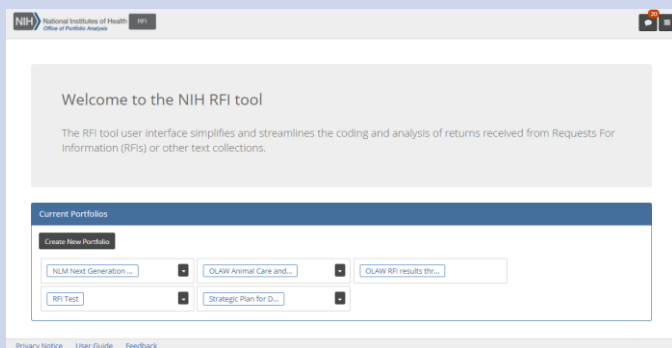 NIH National Institutes of Health RFI
Office of Portfolio Analysis
20
Welcome to the NIH RFI tool
The RFI tool user interface simplifies and streamlines the coding and analysis of returns received from Requests For
Information (RFIs) or other text collections.
Current Portfolios
Create New Portfolio
NLM Next Generation ... OLAW Animal Care and... OLAW RFI results thr...
RFI Test Strategic Plan for D...
Privacy Notice User Guide Feedback